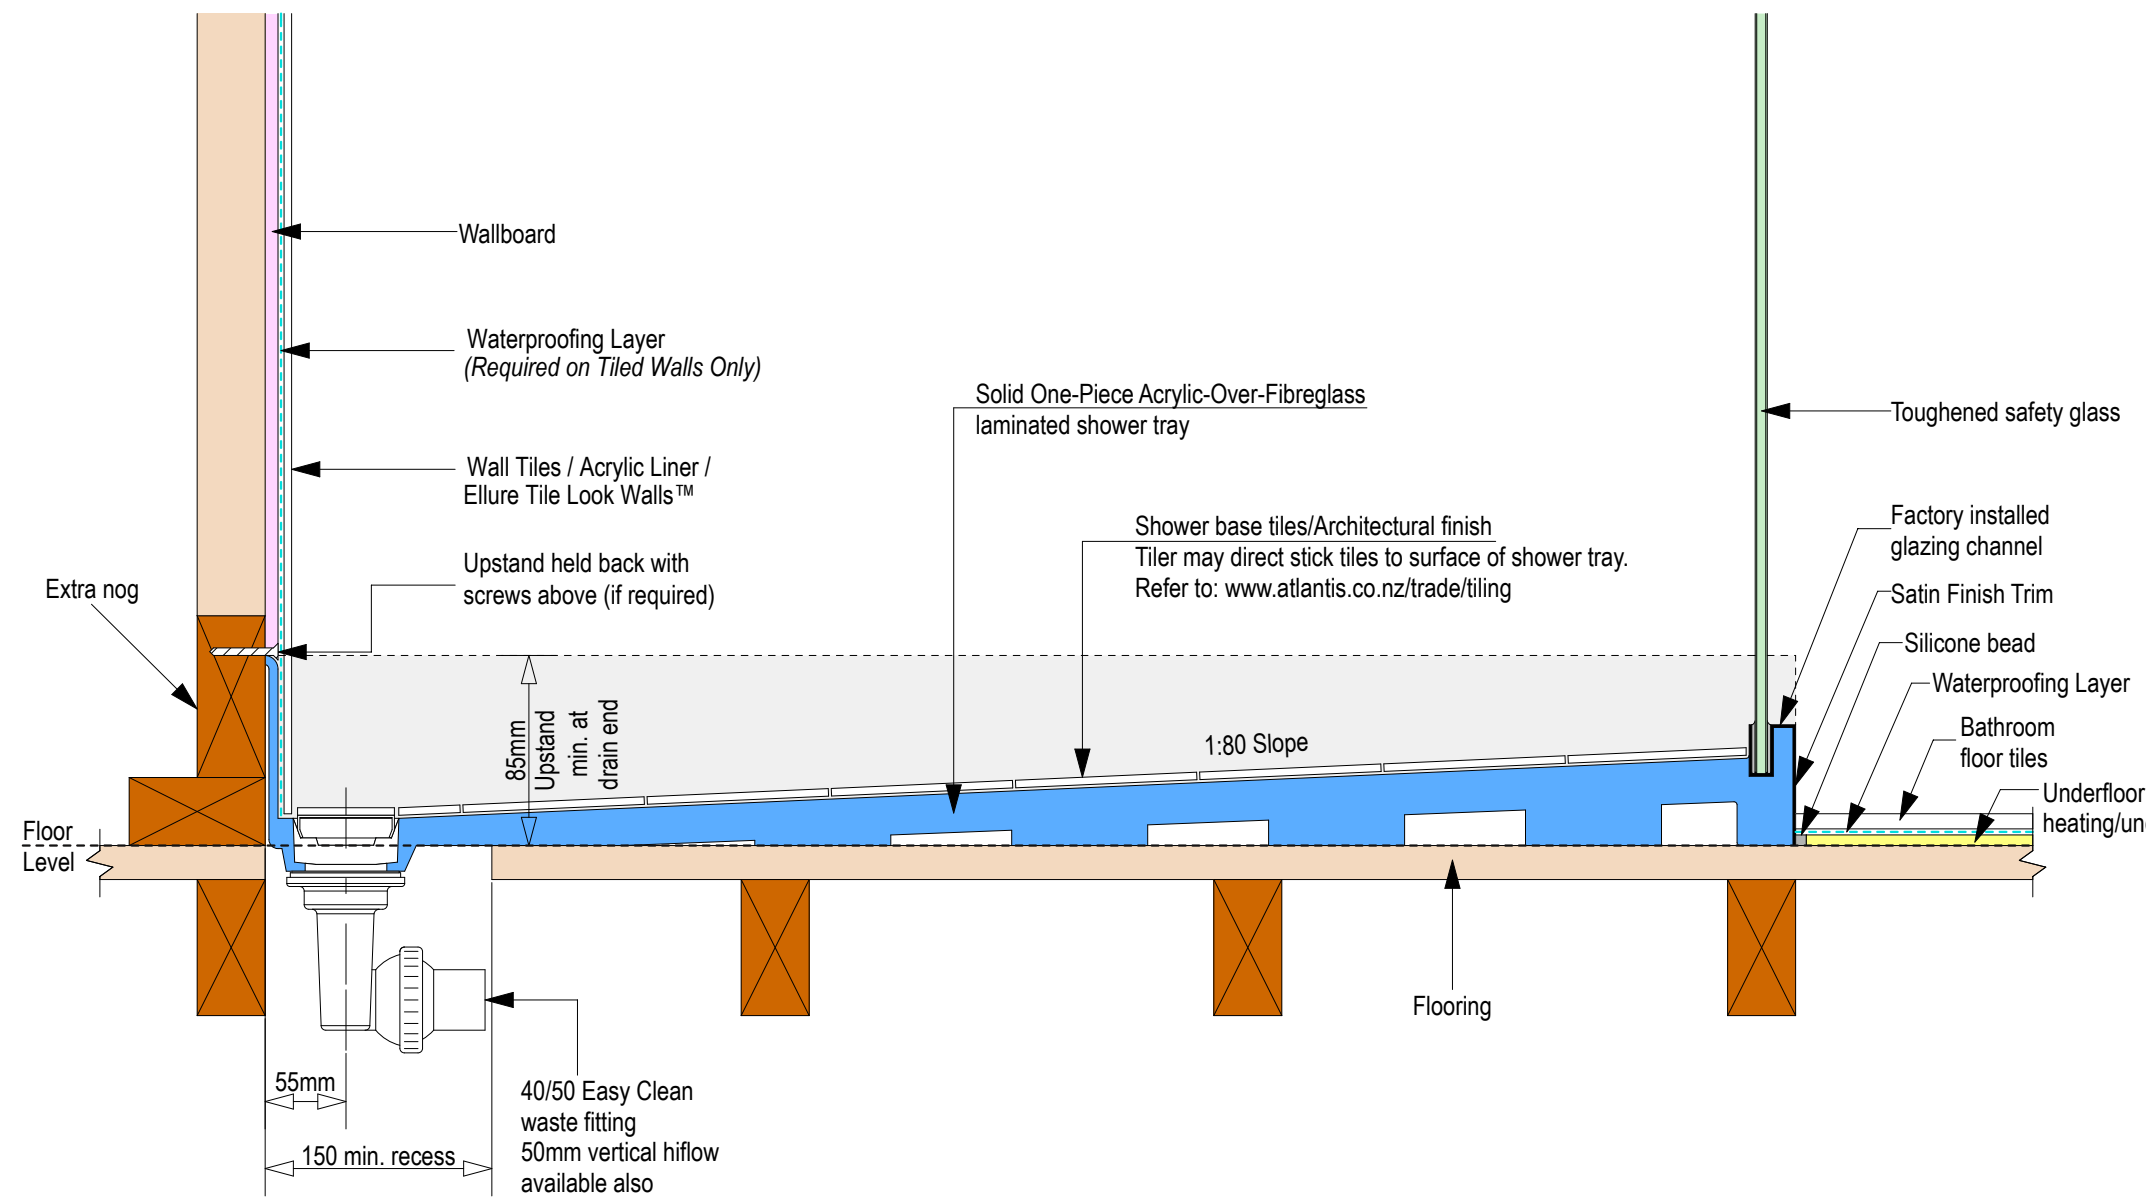 Wallboard
Waterproofing Layer
(Required on Tiled Walls Only)
Solid One-Piece Acrylic-Over-Fibreglass
laminated shower tray
Toughened safety glass
Wall Tiles / Acrylic Liner /
Ellure Tile Look Walls™
Shower base tiles/Architectural finish
Tiler may direct stick tiles to surface of shower tray.
Refer to: www.atlantis.co.nz/trade/tiling
Factory installed
glazing channel
Upstand held back with
screws above (if required)
Extra nog
Satin Finish Trim
Silicone bead
Waterproofing Layer
Bathroom
floor tiles
85mm
Upstand
min. at
drain end
1:80 Slope
Underfloor
heating/un
Floor
Level
Flooring
55mm
150 min. recess
40/50 Easy Clean
waste fitting
50mm vertical hiflow
available also